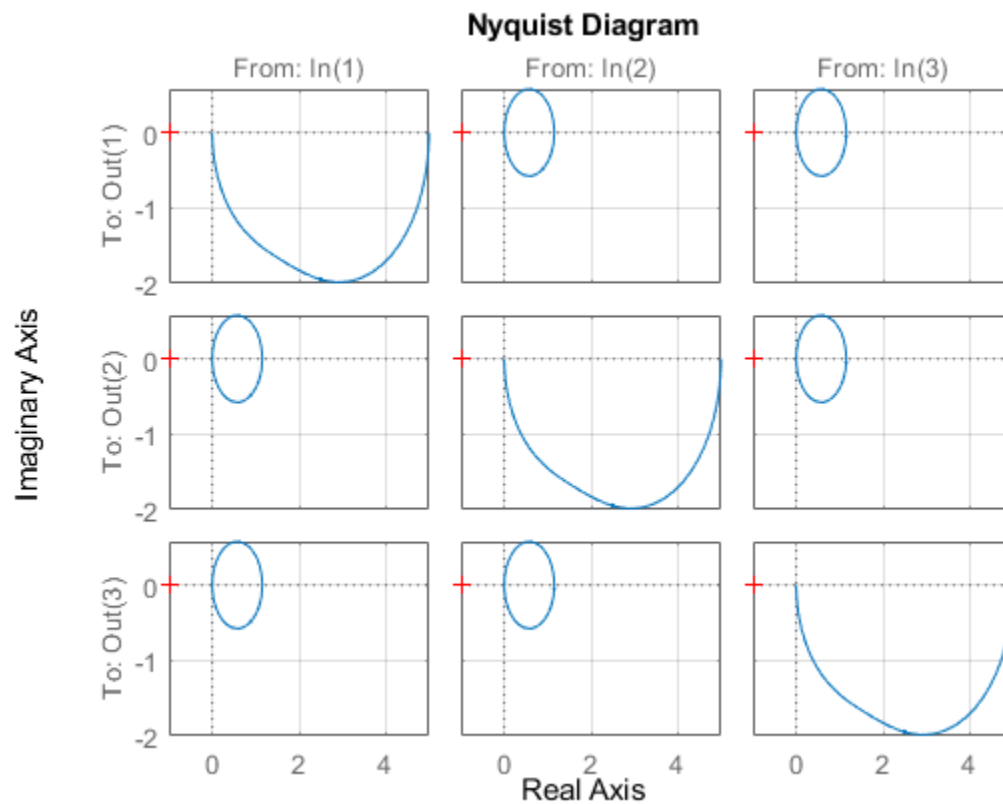 Nyquist Diagram
From: In(1)
From: In(2)
From: In(3)
To: Out(1)
0
-1
-2
To: Out(2)
0
-1
-2
To: Out(3)
0
-1
-2
Imaginary Axis
0
2
4
0
2
4
0
2
4
Real Axis